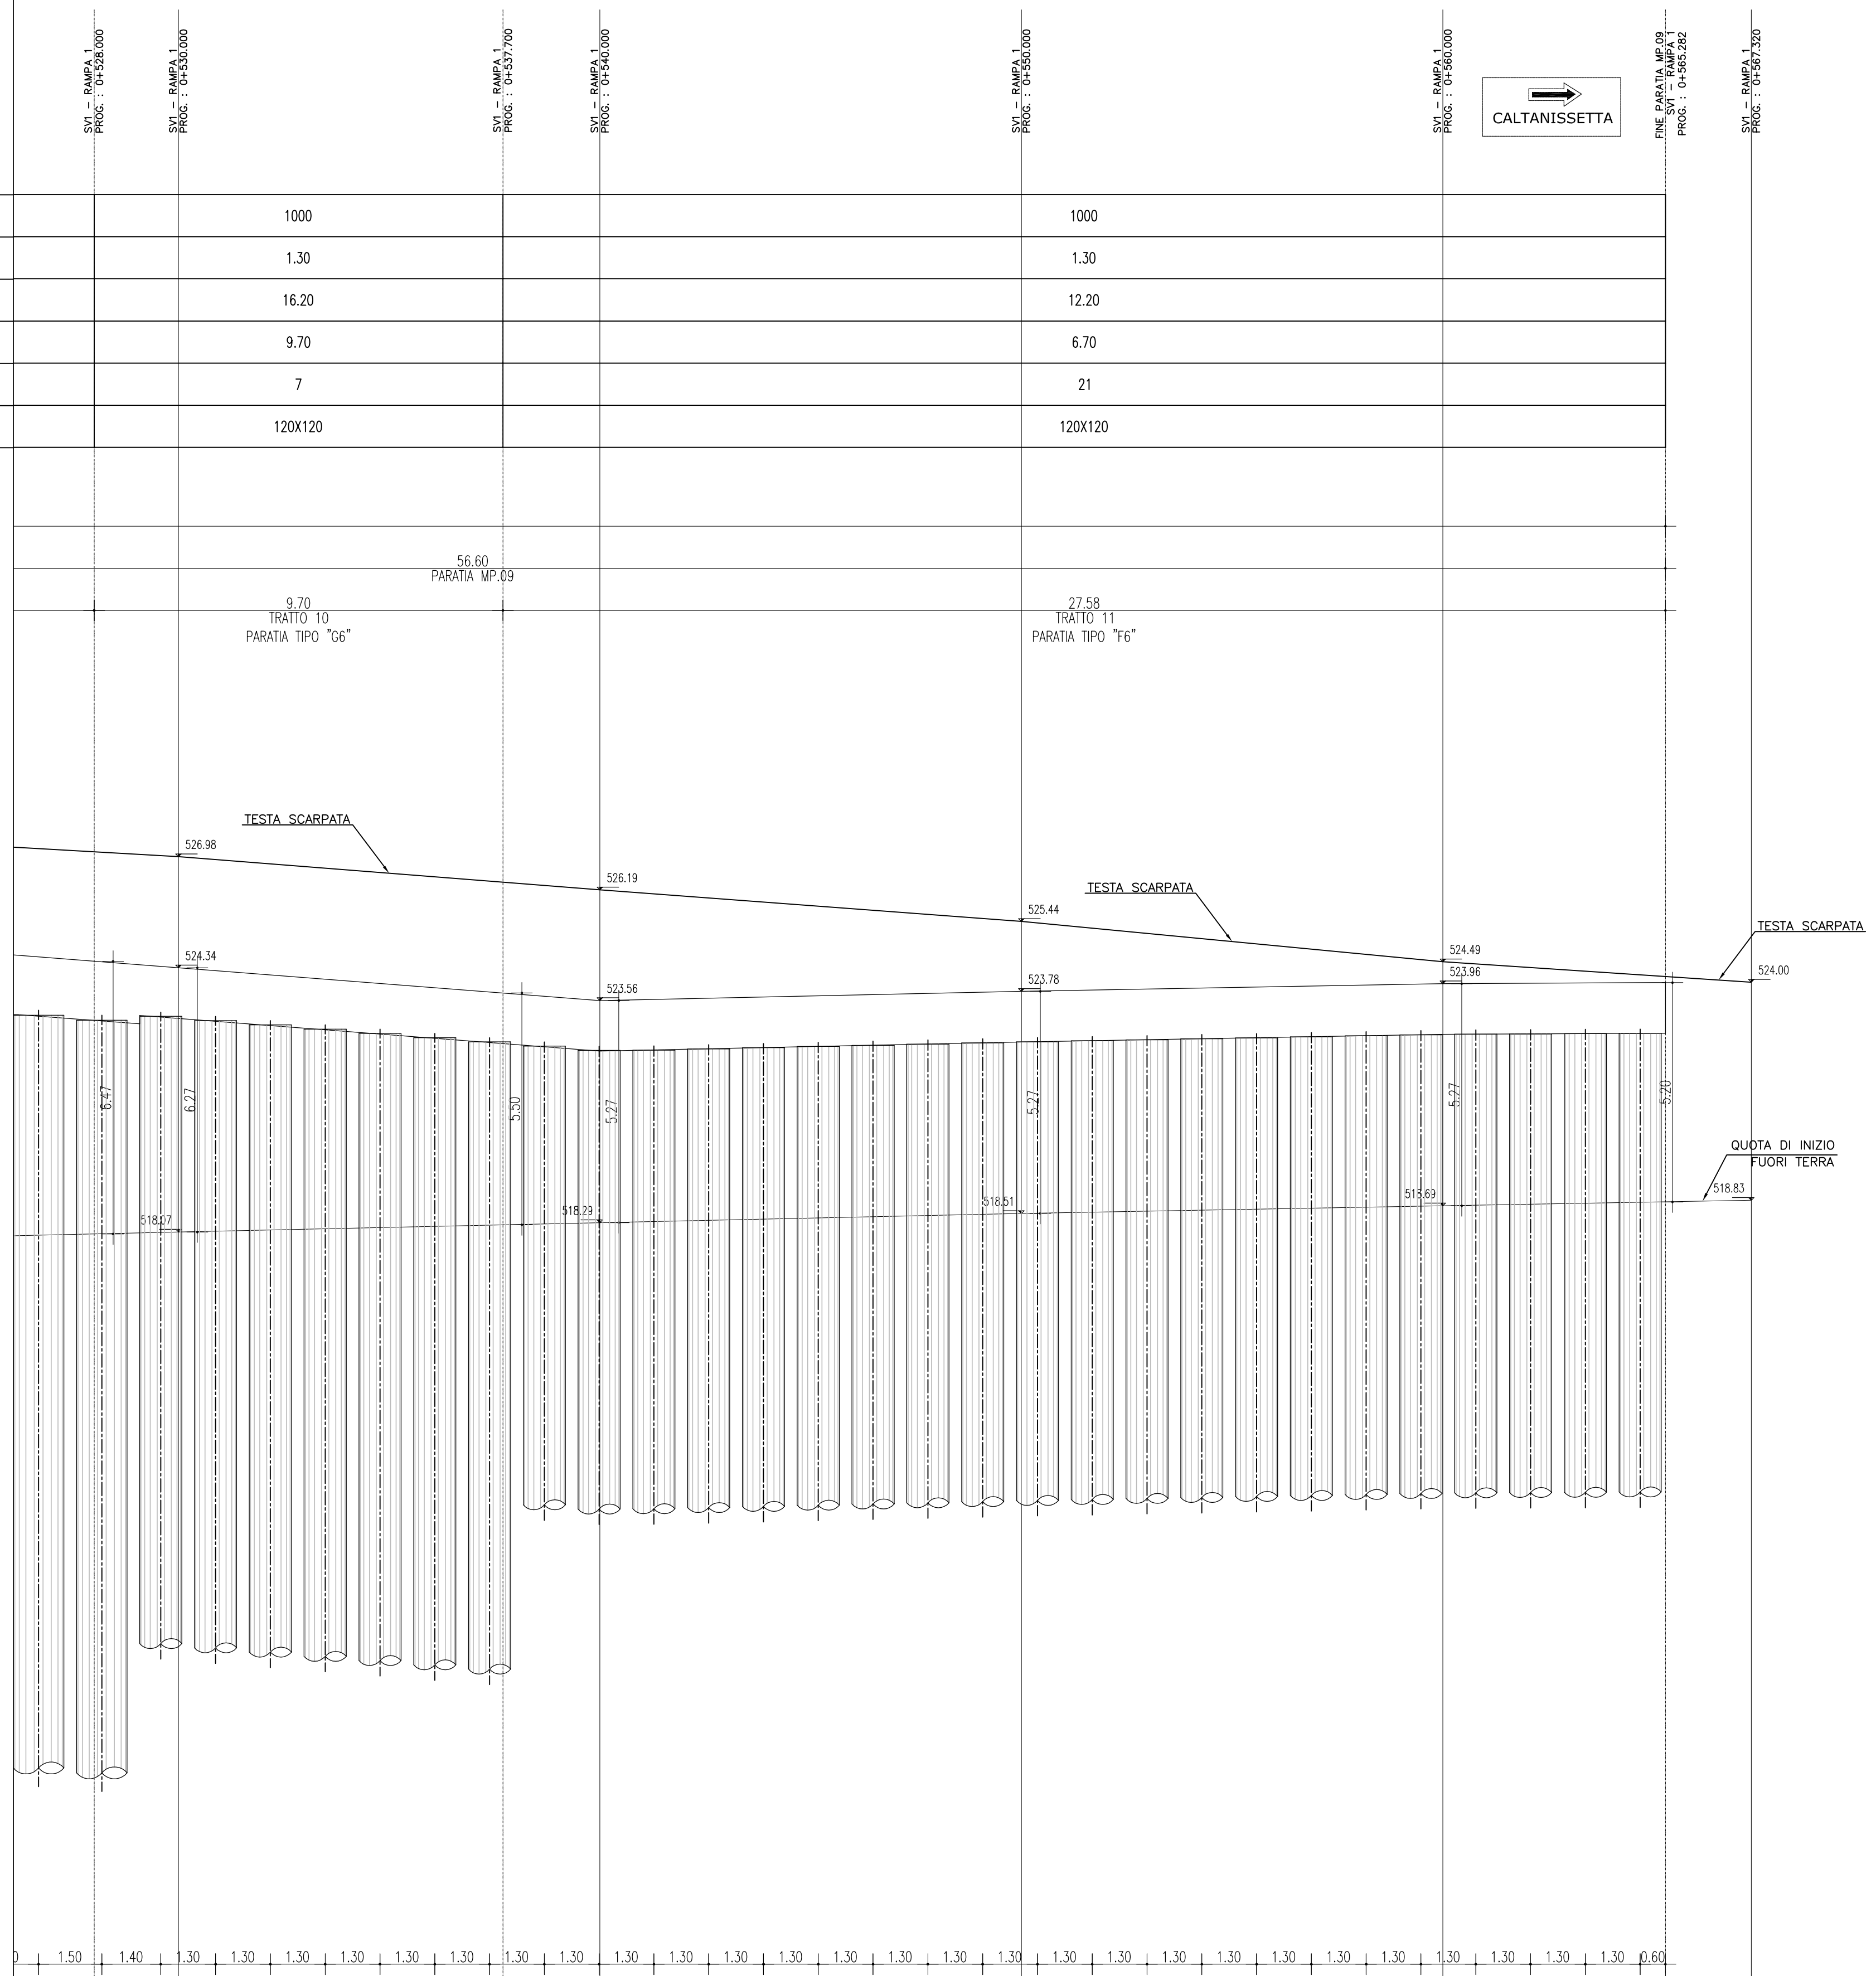 SV1 – RAMPA 1
PROG. : 0+528.000
SV1 – RAMPA 1
PROG. : 0+530.000
SV1 – RAMPA 1
PROG. : 0+537.700
SV1 – RAMPA 1
PROG. : 0+540.000
SV1 – RAMPA 1
PROG. : 0+550.000
SV1 – RAMPA 1
PROG. : 0+560.000
FINE PARATIA MP.09
SV1 – RAMPA 1
PROG. : 0+565.282
SV1 – RAMPA 1
PROG. : 0+567.320
CALTANISSETTA
1000 1000
1.30 1.30
16.20 12.20
9.70 6.70
7 21
120X120 120X120
56.60
PARATIA MP.09
9.70
TRATTO 10
PARATIA TIPO "G6"
27.58
TRATTO 11
PARATIA TIPO "F6"
TESTA SCARPATA
526.98
526.19
TESTA SCARPATA
525.44
TESTA SCARPATA
524.49
524.34
523.56
523.78
523.96
524.00
6.47
6.27
5.50
5.27
5.27
5.27
5.20
QUOTA DI INIZIO
FUORI TERRA
518.07
518.29
518.51
518.69
518.83
0 1.50 1.40 1.30 1.30 1.30 1.30 1.30 1.30 1.30 1.30 1.30 1.30 1.30 1.30 1.30 1.30 1.30 1.30 1.30 1.30 1.30 1.30 1.30 1.30 1.30 1.30 1.30 1.30 0.60